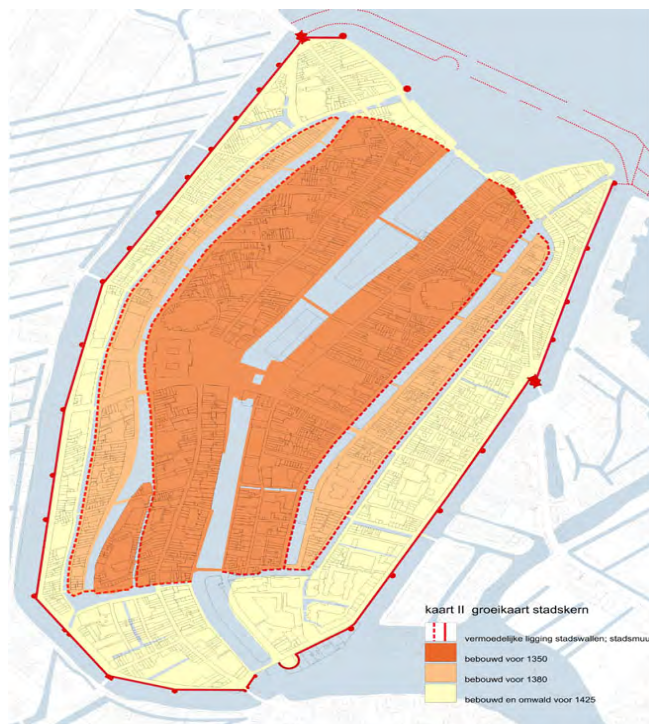 kaart II groeikaart stadskern
vermoedelijke ligging stadswallen; stadsmuu
bebouwd voor 1350
bebouwd voor 1380
bebouwd en omwald voor 1425